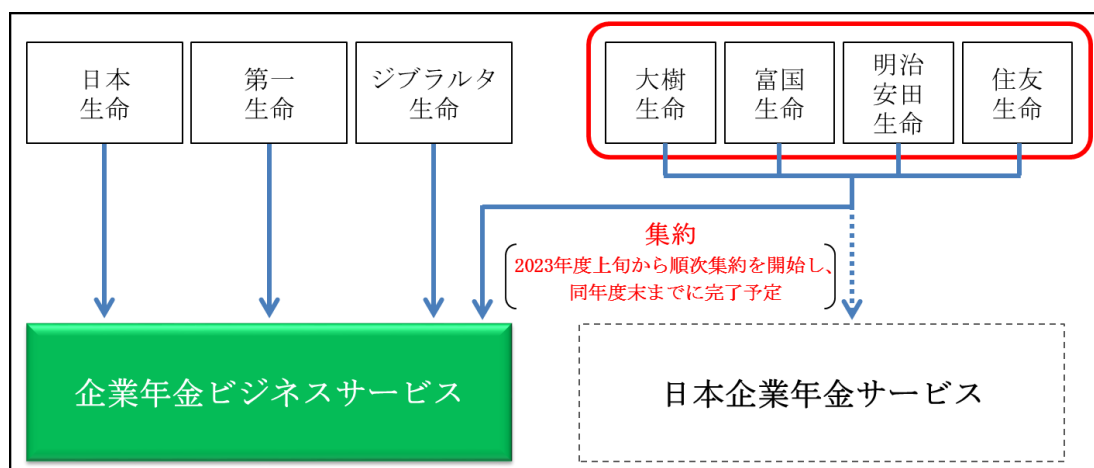 日本
生命
第一
生命
ジブラルタ
生命
大樹
生命
富国
生命
明治
安田
生命
住友
生命
集約
2023年度上旬から順次集約を開始し、
同年度末までに完了予定
企業年金ビジネスサービス
日本企業年金サービス